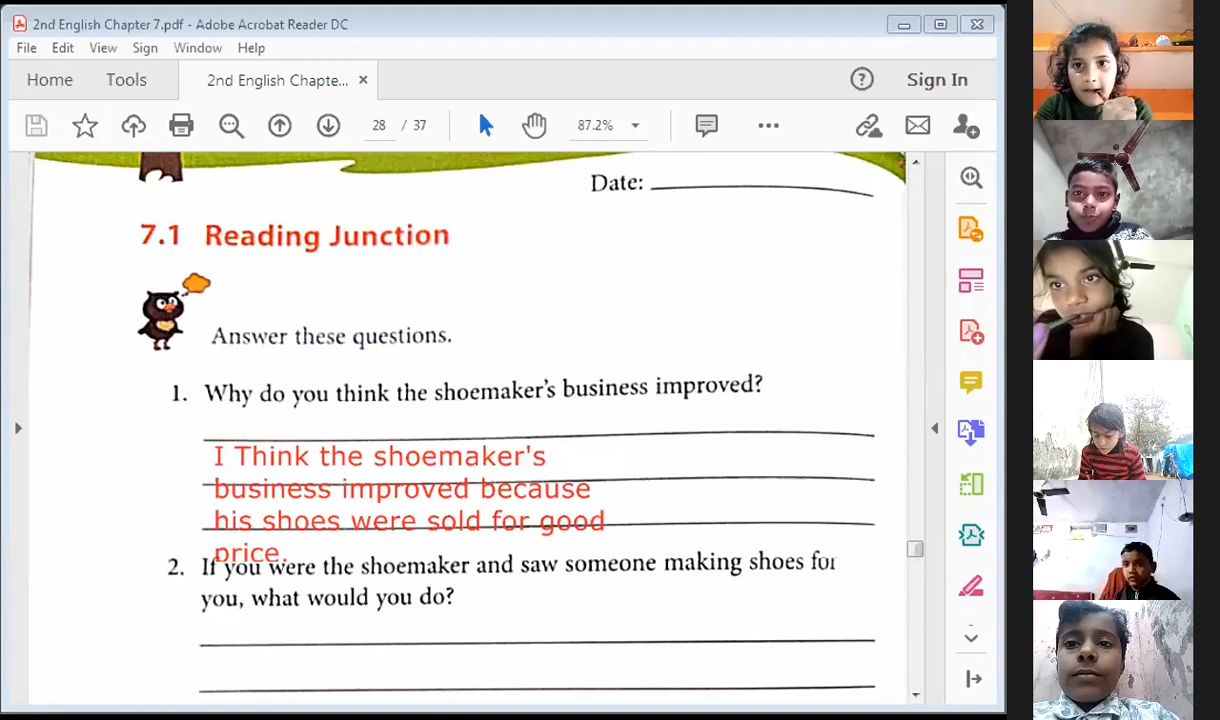 2nd English Chapter 7.pdf - Adobe Acrobat Reader DC
File Edit View Sign Window Help
Home Tools 2nd English Chapte... × Sign In
28 / 37 87.2%
Date:
7.1 Reading Junction
Answer these questions.
1. Why do you think the shoemaker's business improved?
I Think the shoemaker's
business improved because
his shoes were sold for good
price.
2. If you were the shoemaker and saw someone making shoes for
you, what would you do?